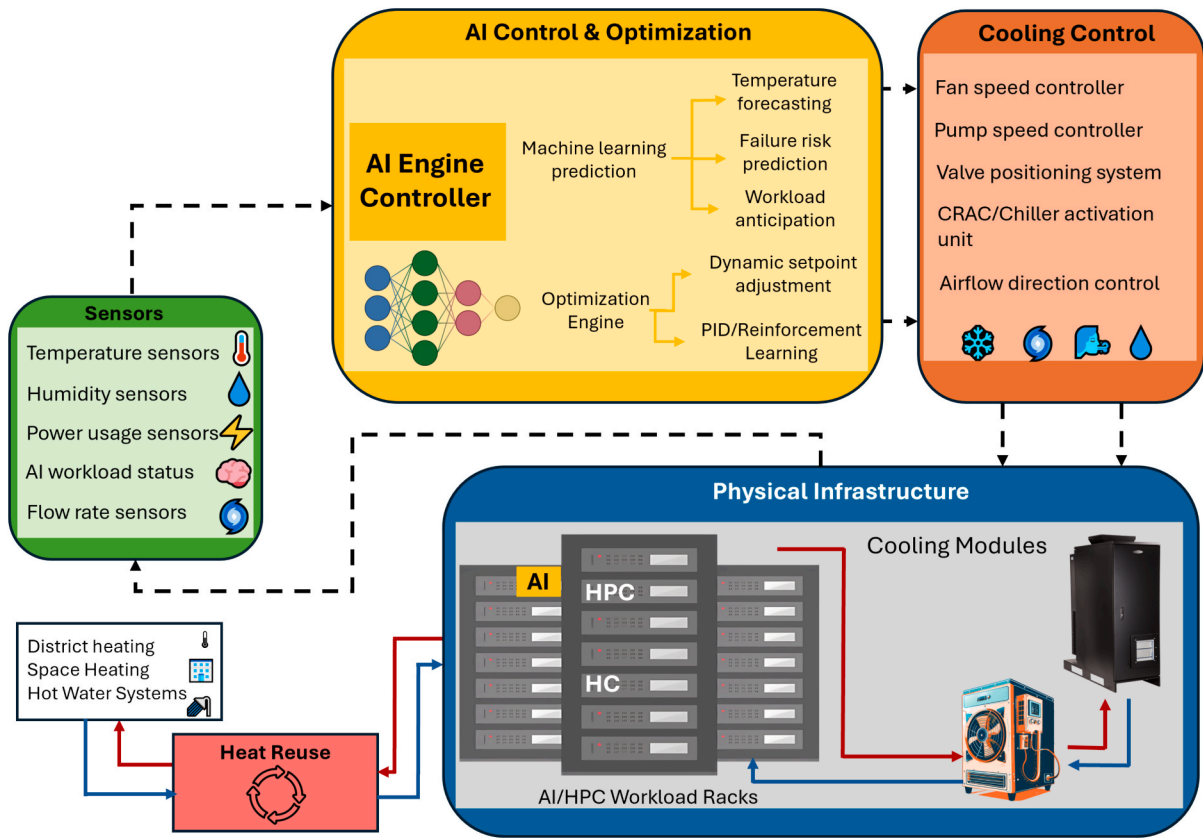 AI Control & Optimization
AI Engine
Controller
Machine learning
prediction
Temperature
forecasting
Failure risk
prediction
Workload
anticipation
Optimization
Engine
Dynamic setpoint
adjustment
PID/Reinforcement
Learning
Cooling Control
Fan speed controller
Pump speed controller
Valve positioning system
CRAC/Chiller activation
unit
Airflow direction control
Sensors
Temperature sensors
Humidity sensors
Power usage sensors
AI workload status
Flow rate sensors
Physical Infrastructure
Cooling Modules
AI
HPC
HC
AI/HPC Workload Racks
District heating
Space Heating
Hot Water Systems
Heat Reuse